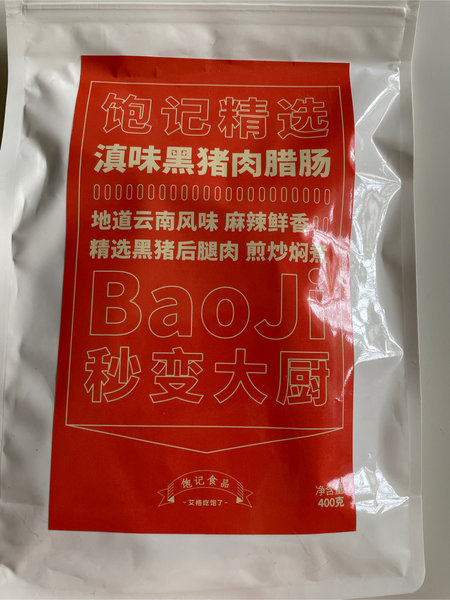 饱记精选
滇味黑猪肉腊肠
地道云南风味 麻辣鲜香
精选黑猪后腿肉 煎炒焖煮
BaoJi
秒变大厨
饱记食品
-艾格吃饱了-
净含量
400克